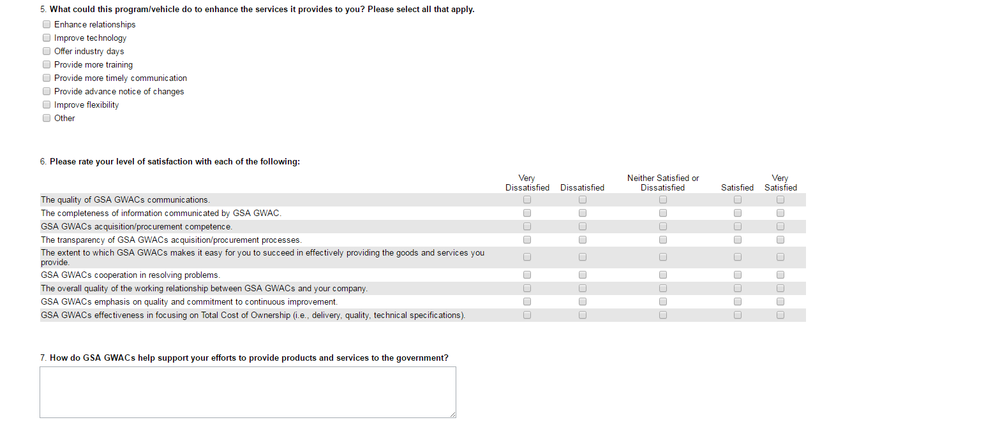 5. What could this program/vehicle do to enhance the services it provides to you? Please select all that apply.
Enhance relationships
Improve technology
Offer industry days
Provide more training
Provide more timely communication
Provide advance notice of changes
Improve flexibility
Other
6. Please rate your level of satisfaction with each of the following:
Very Neither Satisfied or Very
Dissatisfied Dissatisfied Dissatisfied Satisfied Satisfied
The quality of GSA GWACs communications.
The completeness of information communicated by GSA GWAC.
GSA GWACs acquisition/procurement competence.
The transparency of GSA GWACs acquisition/procurement processes.
The extent to which GSA GWACs makes it easy for you to succeed in effectively providing the goods and services you
provide.
GSA GWACs cooperation in resolving problems.
The overall quality of the working relationship between GSA GWACs and your company.
GSA GWACs emphasis on quality and commitment to continuous improvement.
GSA GWACs effectiveness in focusing on Total Cost of Ownership (i.e., delivery, quality, technical specifications).
7. How do GSA GWACs help support your efforts to provide products and services to the government?